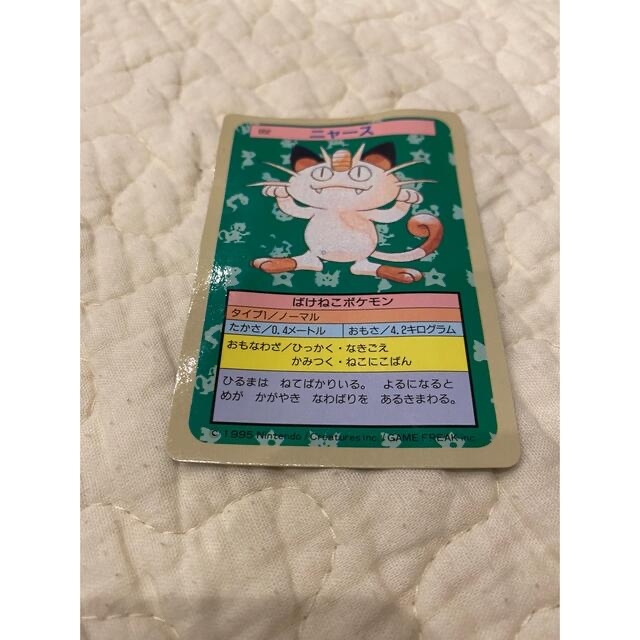 052
ニャース
ばけねこポケモン
タイプ1/ノーマル
たかさ/0.4メートル おもさ/4.2キログラム
おもなわざ/ひっかく・なきごえ
かみつく・ねこにこばん
ひるまは ねてばかりいる。 よるになると
めが かがやき なわばりを あるきまわる。
© 1995 Nintendo/Creatures inc./GAME FREAK inc.